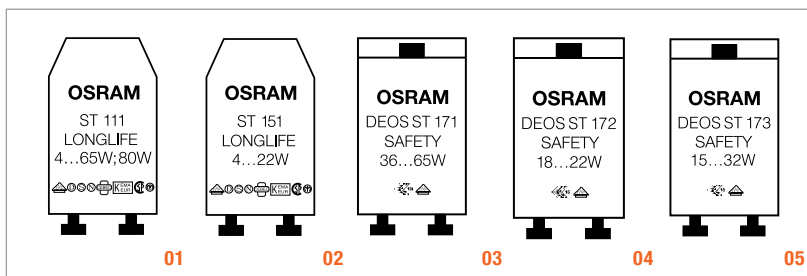 OSRAM
ST 111
LONGLIFE
4...65W;80W
01
OSRAM
ST 151
LONGLIFE
4...22W
02
OSRAM
DEOS ST 171
SAFETY
36...65W
03
OSRAM
DEOS ST 172
SAFETY
18...22W
04
OSRAM
DEOS ST 173
SAFETY
15...32W
05